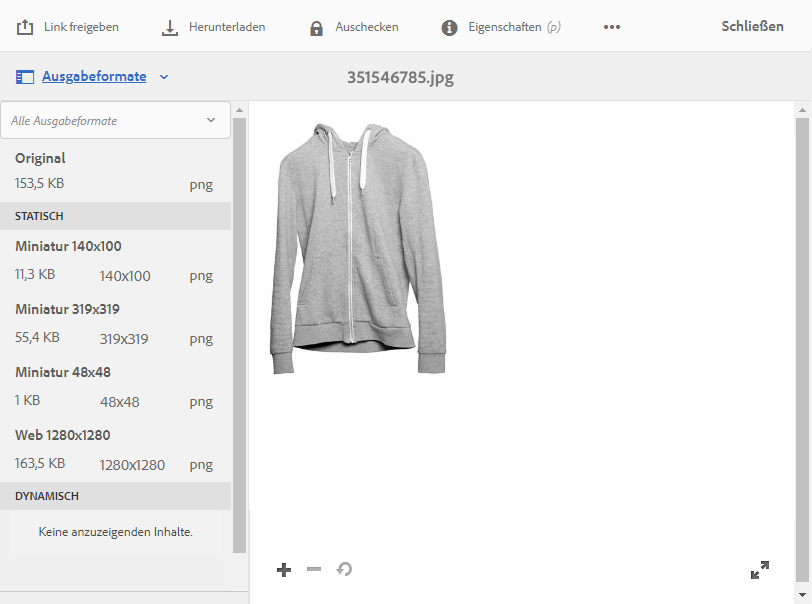 Link freigeben Herunterladen Auschecken Eigenschaften (p) Schließen
Ausgabeformate 351546785.jpg
Alle Ausgabeformate
Original
153,5 KB png
STATISCH
Miniatur 140x100
11,3 KB 140x100 png
Miniatur 319x319
55,4 KB 319x319 png
Miniatur 48x48
1 KB 48x48 png
Web 1280x1280
163,5 KB 1280x1280 png
DYNAMISCH
Keine anzuzeigenden Inhalte.